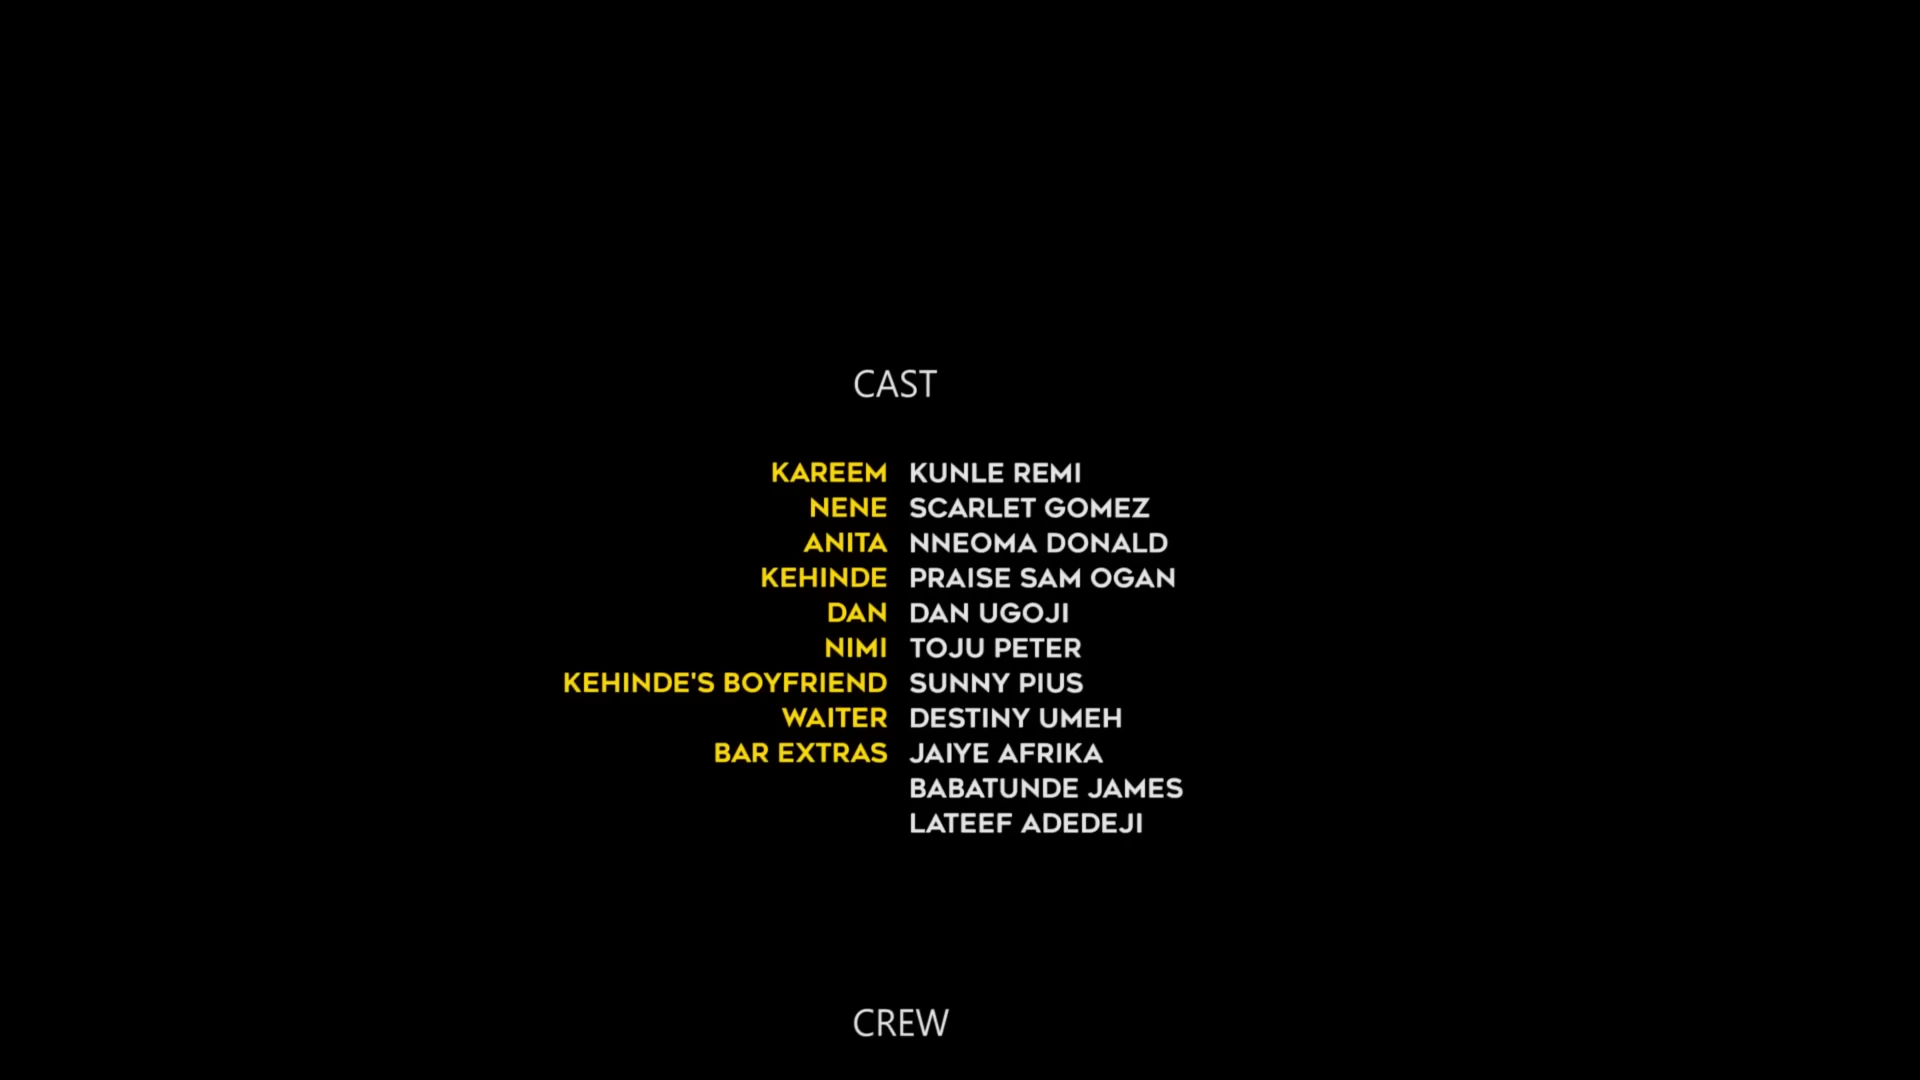 CAST
KAREEM KUNLE REMI
NENE SCARLET GOMEZ
ANITA NNEOMA DONALD
KEHINDE PRAISE SAM OGAN
DAN DAN UGOJI
NIMI TOJU PETER
KEHINDE'S BOYFRIEND SUNNY PIUS
WAITER DESTINY UMEH
BAR EXTRAS JAIYE AFRIKA
BABATUNDE JAMES
LATEEF ADEDEJI
CREW